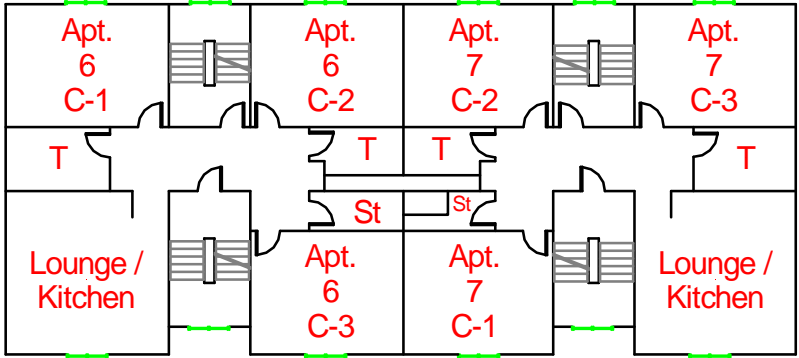 Apt.
6
C-1
Apt.
6
C-2
Apt.
7
C-2
Apt.
7
C-3
T
T
T
T
St
St
Lounge /
Kitchen
Apt.
6
C-3
Apt.
7
C-1
Lounge /
Kitchen